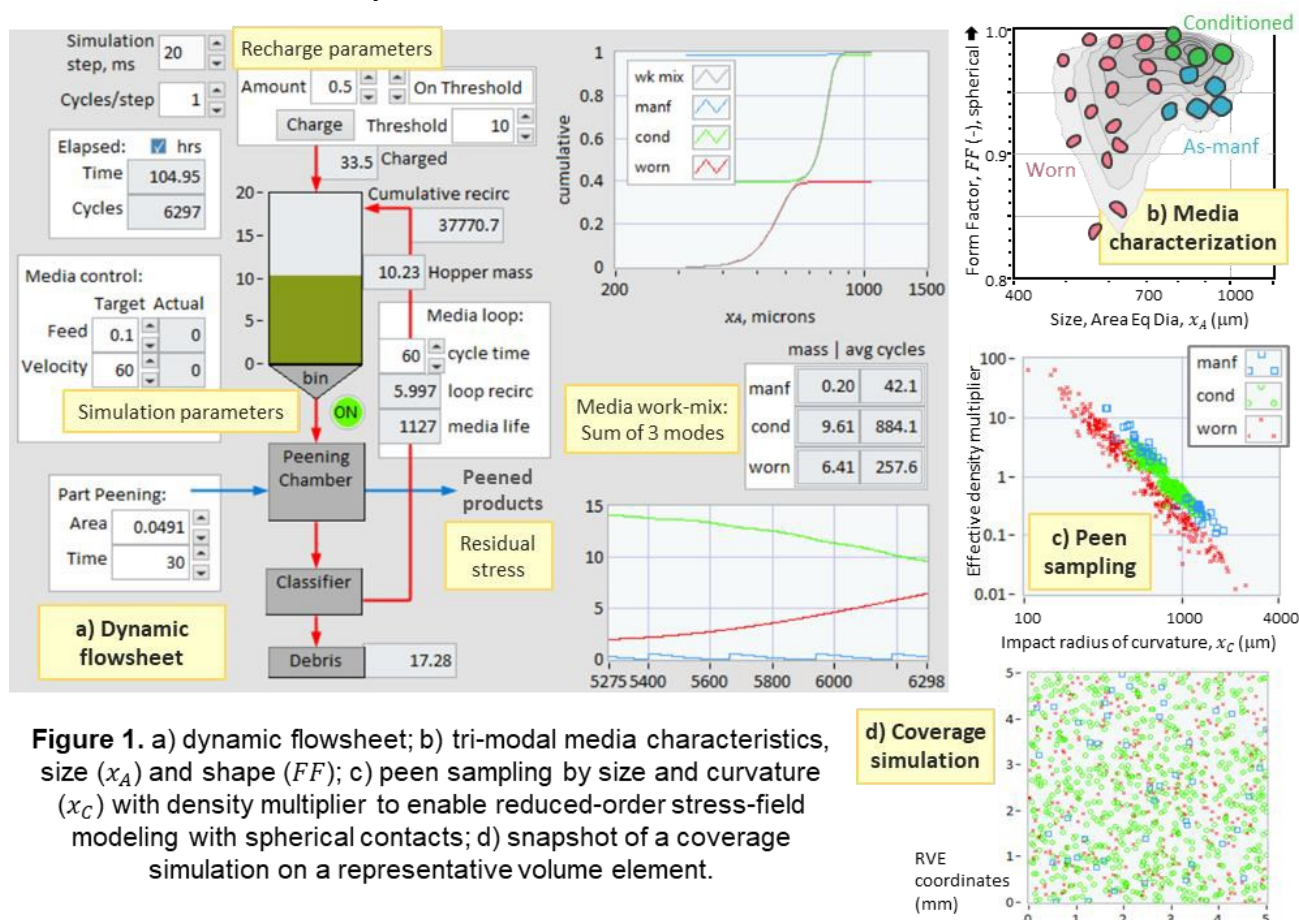 Simulation
step, ms
20
Cycles/step
1
Recharge parameters
Amount
0.5
On Threshold
Charge
Threshold
10
33.5
Charged
Elapsed:
hrs
Time
104.95
Cycles
6297
20
15
10
5
0
Cumulative recirc
37770.7
10.23
Hopper mass
Media control:
Target Actual
Feed
0.1
0
Velocity
60
0
Simulation parameters
bin
ON
Media loop:
60
cycle time
5.997
loop recirc
1127
media life
Peening
Chamber
Part Peening:
Area
0.0491
Time
30
Peened
products
Residual
stress
Classifier
Debris
17.28
a) Dynamic
flowsheet
cumulative
1
0.8
0.6
0.4
0.2
0
wk mix
manf
cond
worn
200
1000
1500
xA, microns
mass | avg cycles
manf
0.20
42.1
cond
9.61
884.1
worn
6.41
257.6
Media work-mix:
Sum of 3 modes
15
10
5
0
5275 5400
5600
5800
6000
6298
Form Factor, FF (-), spherical
1.0
0.9
0.8
Conditioned
As-manf
Worn
b) Media
characterization
400
700
1000
Size, Area Eq Dia, xA (μm)
Effective density multiplier
100
10
1
0.1
0.01
manf
cond
worn
c) Peen
sampling
100
1000
4000
Impact radius of curvature, xC (μm)
d) Coverage
simulation
5
4
3
2
1
0
RVE
coordinates
(mm)
0
1
2
3
4
5
Figure 1. a) dynamic flowsheet; b) tri-modal media characteristics,
size (xA) and shape (FF); c) peen sampling by size and curvature
(xC) with density multiplier to enable reduced-order stress-field
modeling with spherical contacts; d) snapshot of a coverage
simulation on a representative volume element.